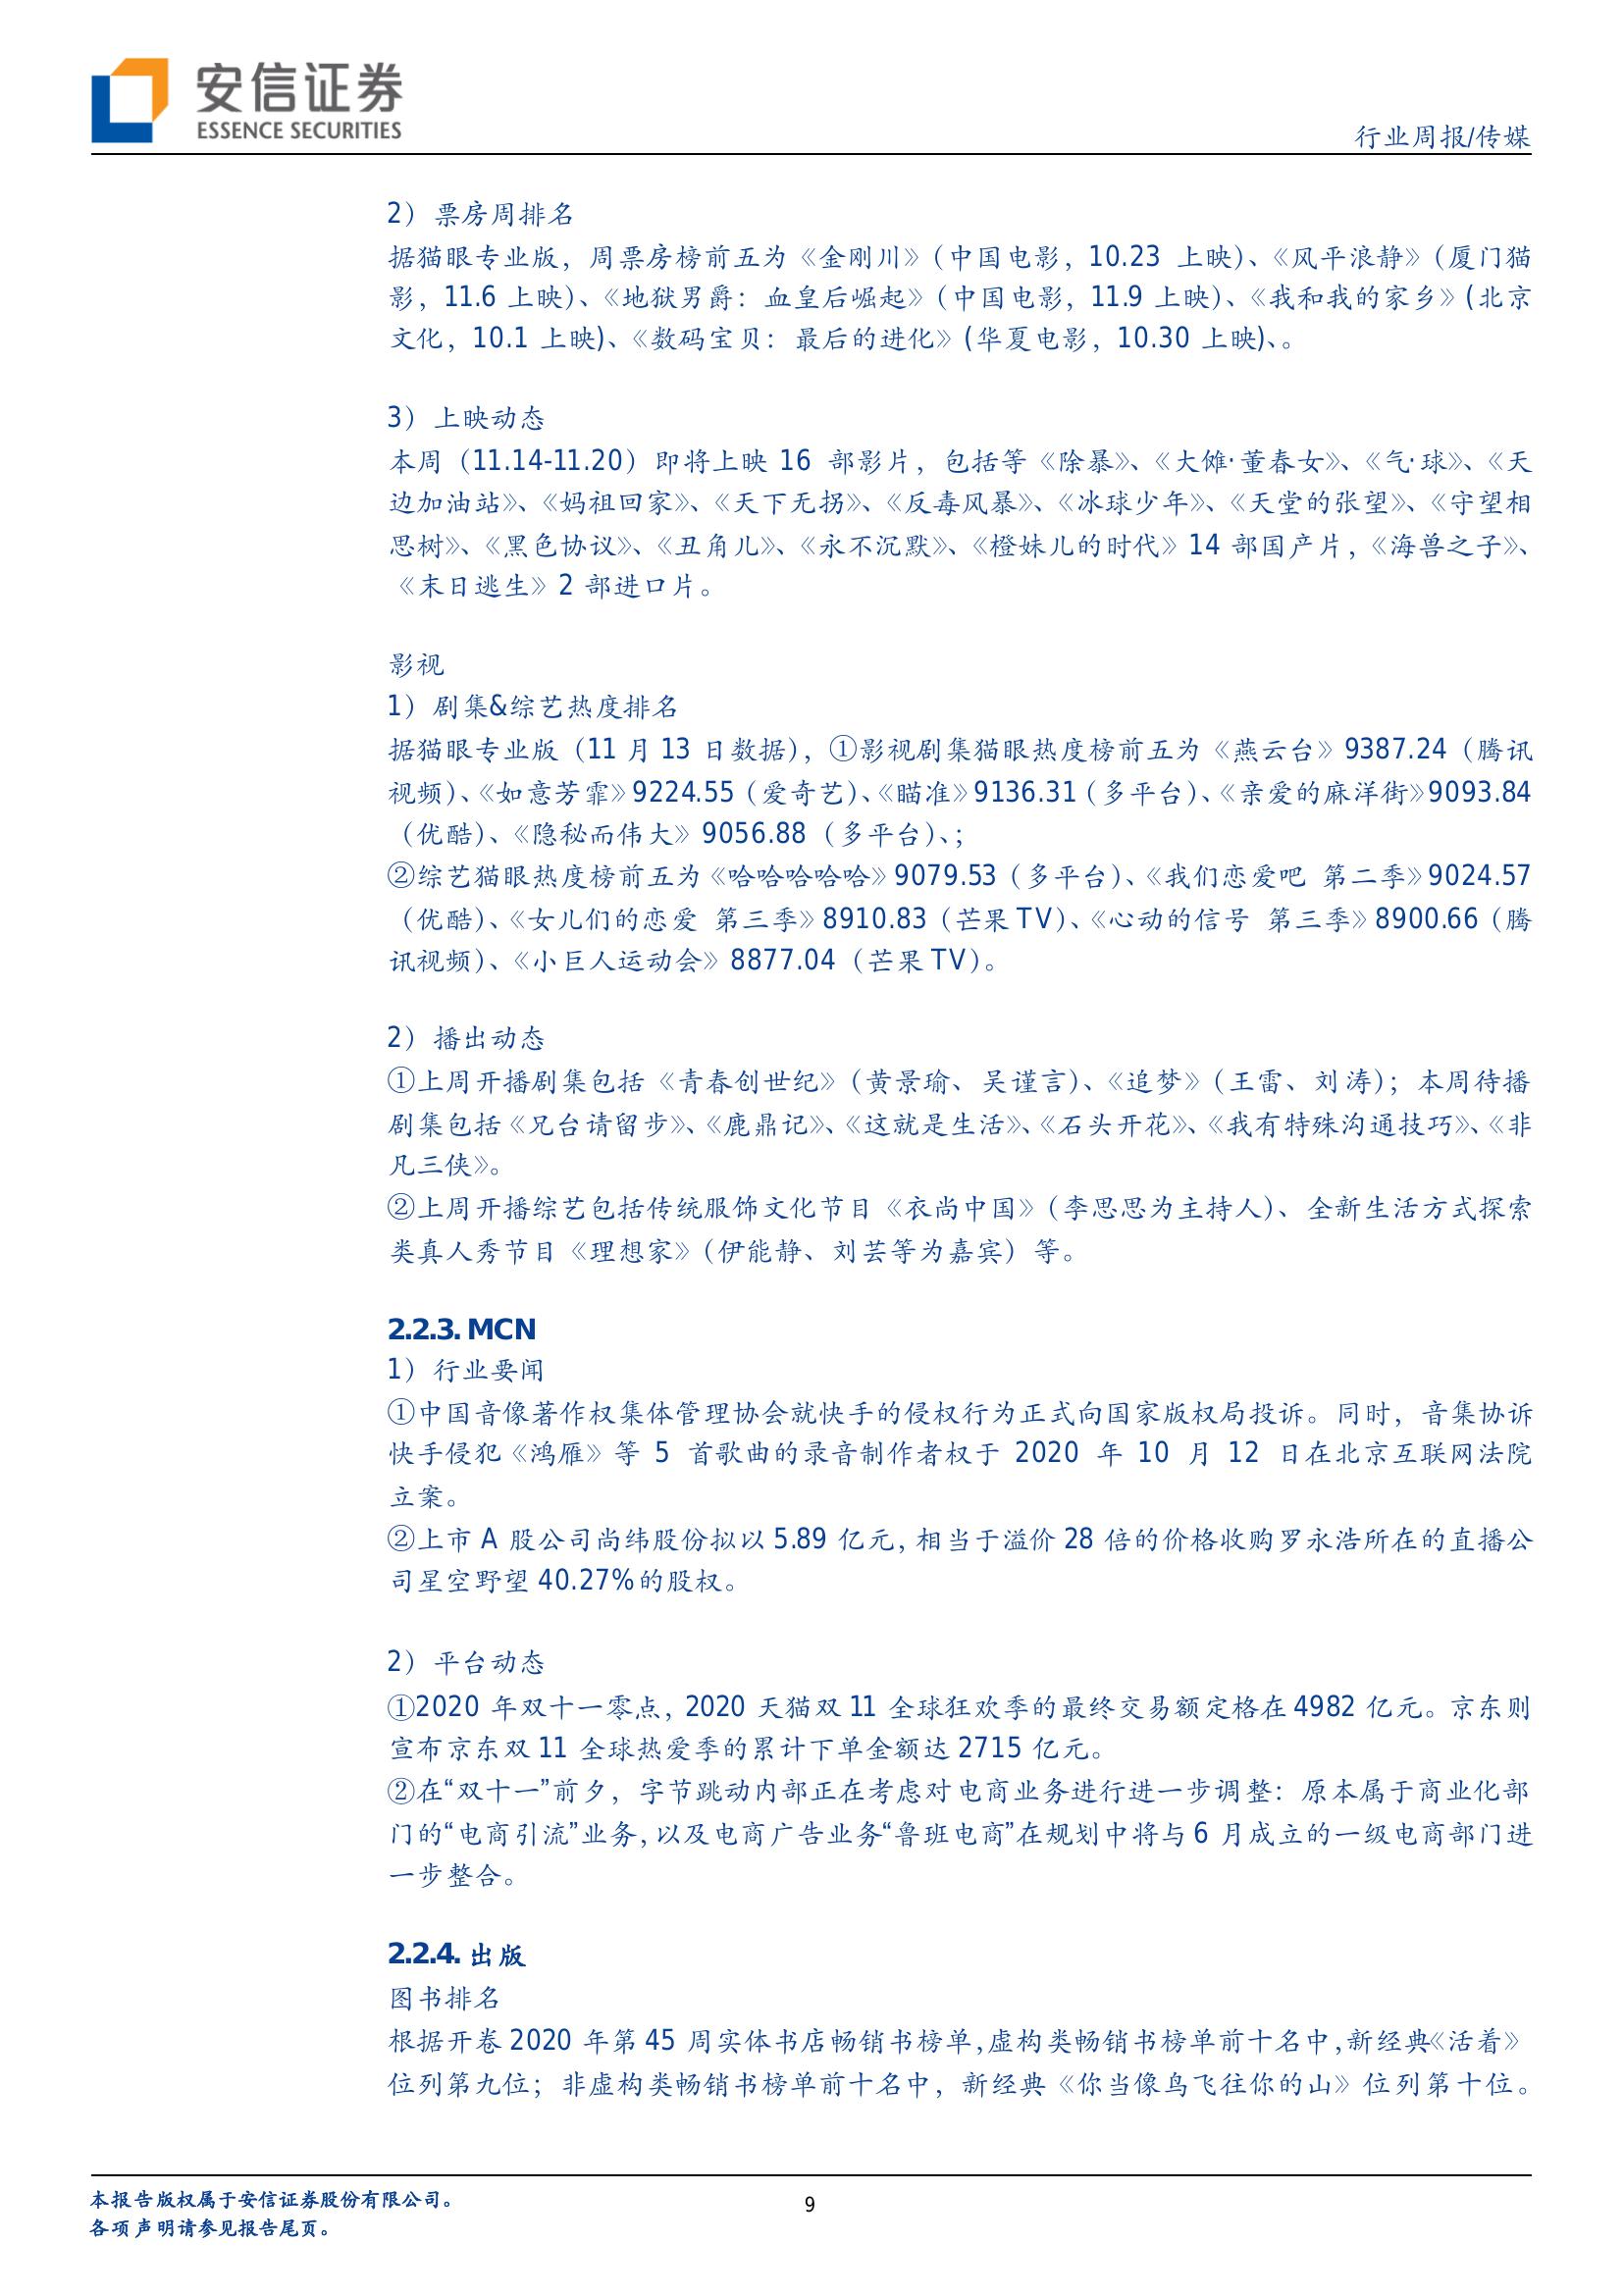 安信证券
ESSENCE SECURITIES
行业周报/传媒
2）票房周排名
据猫眼专业版，周票房榜前五为《金刚川》（中国电影，10.23 上映）、《风平浪静》（厦门猫
影，11.6 上映）、《地狱男爵：血皇后崛起》（中国电影，11.9 上映）、《我和我的家乡》(北京
文化，10.1 上映)、《数码宝贝：最后的进化》(华夏电影，10.30 上映)、。
3）上映动态
本周（11.14-11.20）即将上映 16 部影片，包括等《除暴》、《大傩·董春女》、《气·球》、《天
边加油站》、《妈祖回家》、《天下无拐》、《反毒风暴》、《冰球少年》、《天堂的张望》、《守望相
思树》、《黑色协议》、《丑角儿》、《永不沉默》、《橙妹儿的时代》14 部国产片，《海兽之子》、
《末日逃生》2 部进口片。
影视
1）剧集&综艺热度排名
据猫眼专业版（11 月 13 日数据），①影视剧集猫眼热度榜前五为《燕云台》9387.24（腾讯
视频）、《如意芳霏》9224.55（爱奇艺）、《瞄准》9136.31（多平台）、《亲爱的麻洋街》9093.84
（优酷）、《隐秘而伟大》9056.88（多平台）、；
②综艺猫眼热度榜前五为《哈哈哈哈哈》9079.53（多平台）、《我们恋爱吧 第二季》9024.57
（优酷）、《女儿们的恋爱 第三季》8910.83（芒果 TV）、《心动的信号 第三季》8900.66（腾
讯视频）、《小巨人运动会》8877.04（芒果 TV）。
2）播出动态
①上周开播剧集包括《青春创世纪》（黄景瑜、吴谨言）、《追梦》（王雷、刘涛）；本周待播
剧集包括《兄台请留步》、《鹿鼎记》、《这就是生活》、《石头开花》、《我有特殊沟通技巧》、《非
凡三侠》。
②上周开播综艺包括传统服饰文化节目《衣尚中国》（李思思为主持人）、全新生活方式探索
类真人秀节目《理想家》（伊能静、刘芸等为嘉宾）等。
2.2.3. MCN
1）行业要闻
①中国音像著作权集体管理协会就快手的侵权行为正式向国家版权局投诉。同时，音集协诉
快手侵犯《鸿雁》等 5 首歌曲的录音制作者权于 2020 年 10 月 12 日在北京互联网法院
立案。
②上市 A 股公司尚纬股份拟以 5.89 亿元，相当于溢价 28 倍的价格收购罗永浩所在的直播公
司星空野望 40.27%的股权。
2）平台动态
①2020 年双十一零点，2020 天猫双 11 全球狂欢季的最终交易额定格在 4982 亿元。京东则
宣布京东双 11 全球热爱季的累计下单金额达 2715 亿元。
②在“双十一”前夕，字节跳动内部正在考虑对电商业务进行进一步调整：原本属于商业化部
门的“电商引流”业务，以及电商广告业务“鲁班电商”在规划中将与 6 月成立的一级电商部门进
一步整合。
2.2.4. 出版
图书排名
根据开卷 2020 年第 45 周实体书店畅销书榜单，虚构类畅销书榜单前十名中，新经典《活着》
位列第九位；非虚构类畅销书榜单前十名中，新经典《你当像鸟飞往你的山》位列第十位。
本报告版权属于安信证券股份有限公司。
各项声明请参见报告尾页。
9